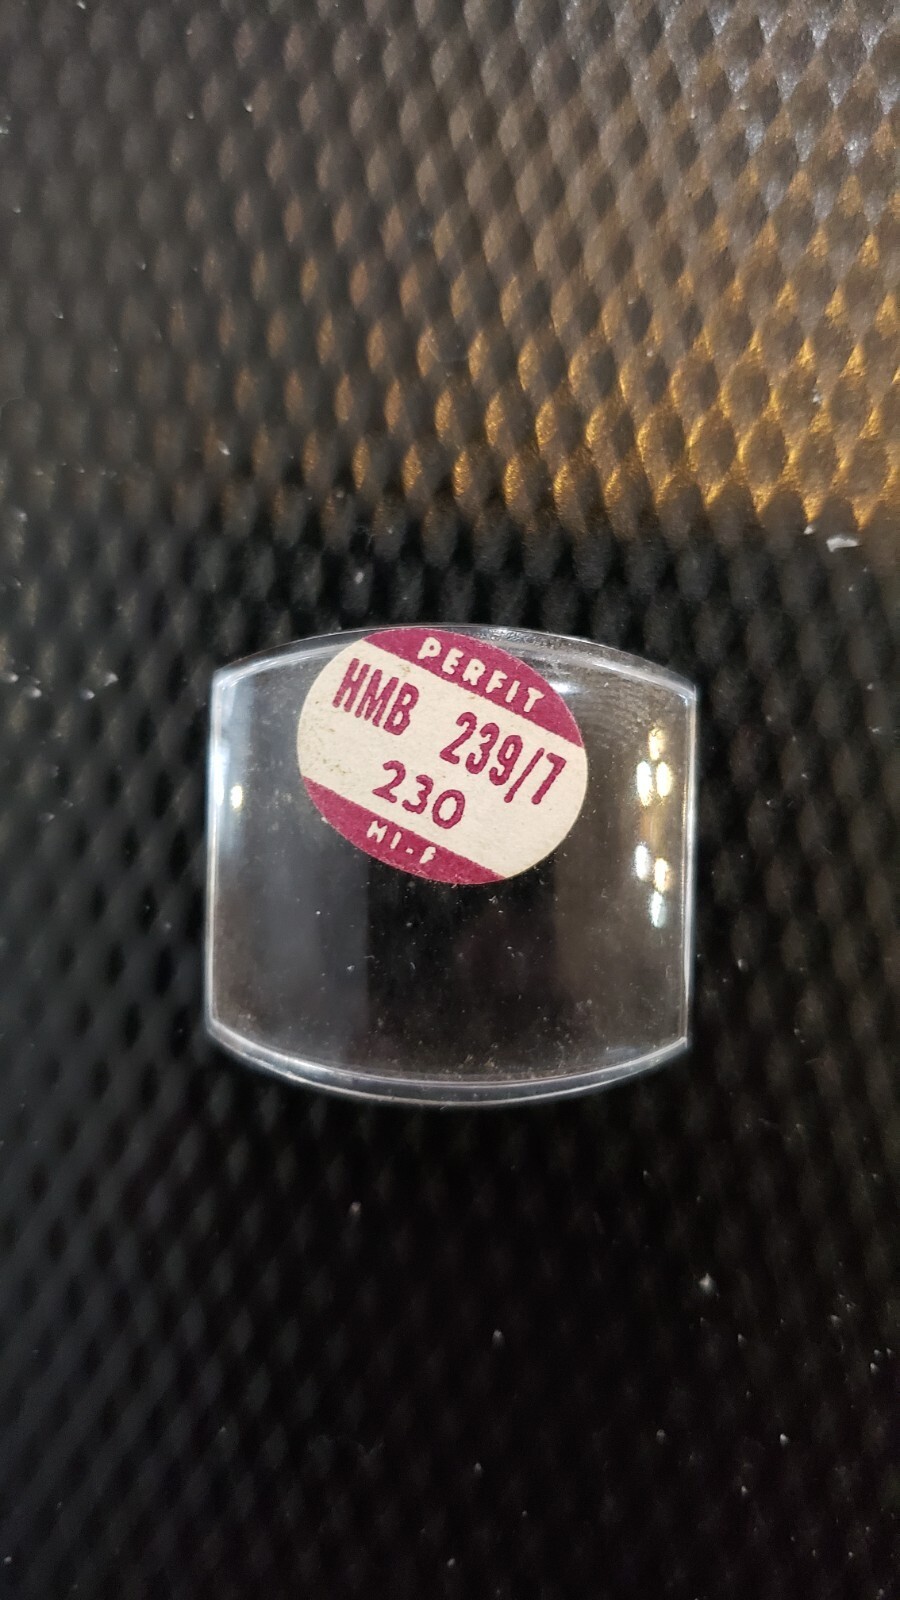 PERFIT
HMB 239/7
230
HI-F